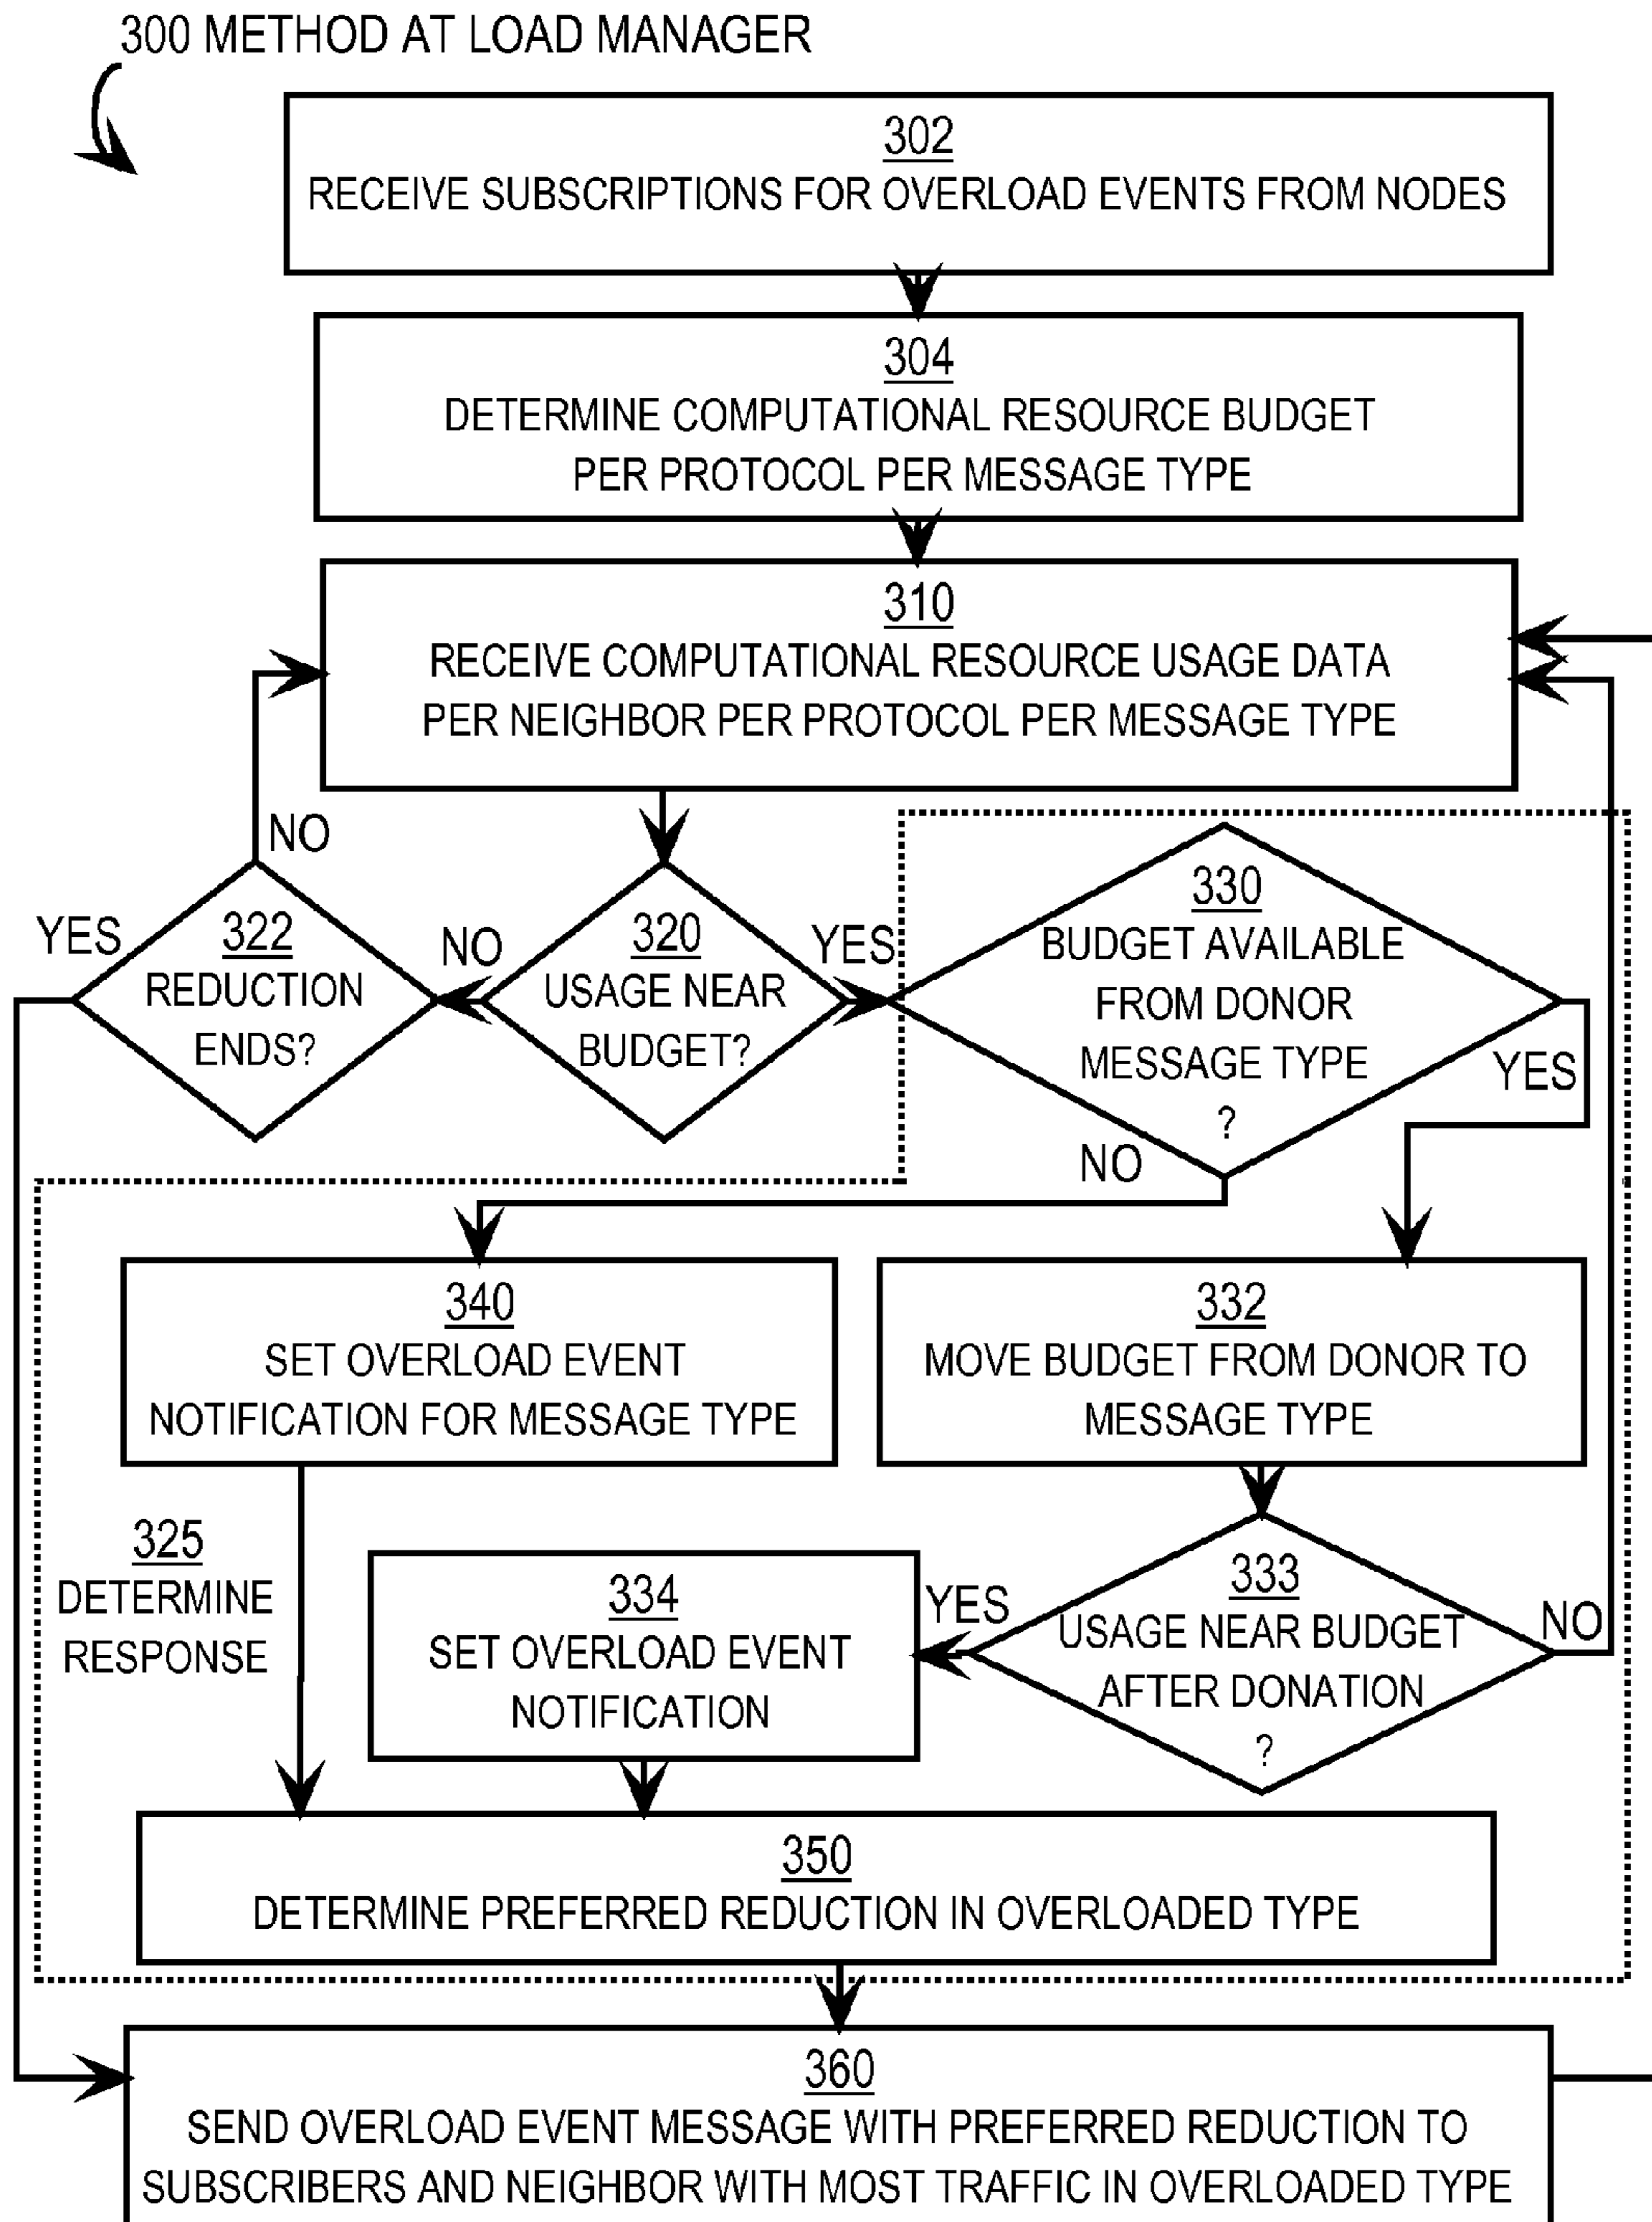 300 METHOD AT LOAD MANAGER
302
RECEIVE SUBSCRIPTIONS FOR OVERLOAD EVENTS FROM NODES
304
DETERMINE COMPUTATIONAL RESOURCE BUDGET
PER PROTOCOL PER MESSAGE TYPE
310
RECEIVE COMPUTATIONAL RESOURCE USAGE DATA
PER NEIGHBOR PER PROTOCOL PER MESSAGE TYPE
NO
YES
322
REDUCTION
ENDS?
NO
320
USAGE NEAR
BUDGET?
YES
330
BUDGET AVAILABLE
FROM DONOR
MESSAGE TYPE
?
YES
NO
340
SET OVERLOAD EVENT
NOTIFICATION FOR MESSAGE TYPE
332
MOVE BUDGET FROM DONOR TO
MESSAGE TYPE
325
DETERMINE
RESPONSE
334
SET OVERLOAD EVENT
NOTIFICATION
YES
333
USAGE NEAR BUDGET
AFTER DONATION
?
NO
350
DETERMINE PREFERRED REDUCTION IN OVERLOADED TYPE
360
SEND OVERLOAD EVENT MESSAGE WITH PREFERRED REDUCTION TO
SUBSCRIBERS AND NEIGHBOR WITH MOST TRAFFIC IN OVERLOADED TYPE